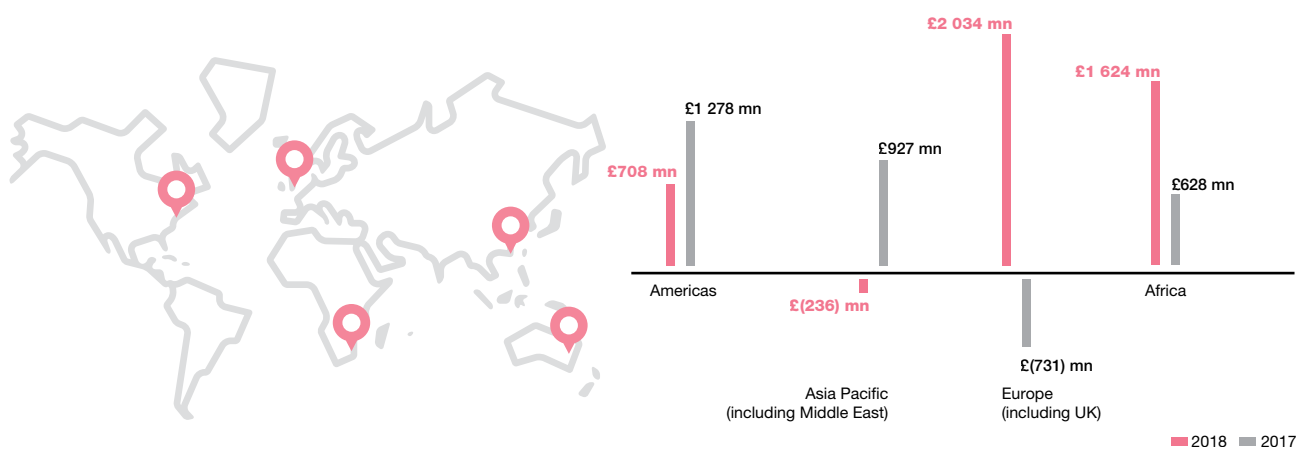 £2 034 mn
£1 624 mn
£1 278 mn
£927 mn
£708 mn
£628 mn
Americas
Africa
£(236) mn
£(731) mn
Asia Pacific
(including Middle East)
Europe
(including UK)
2018 2017